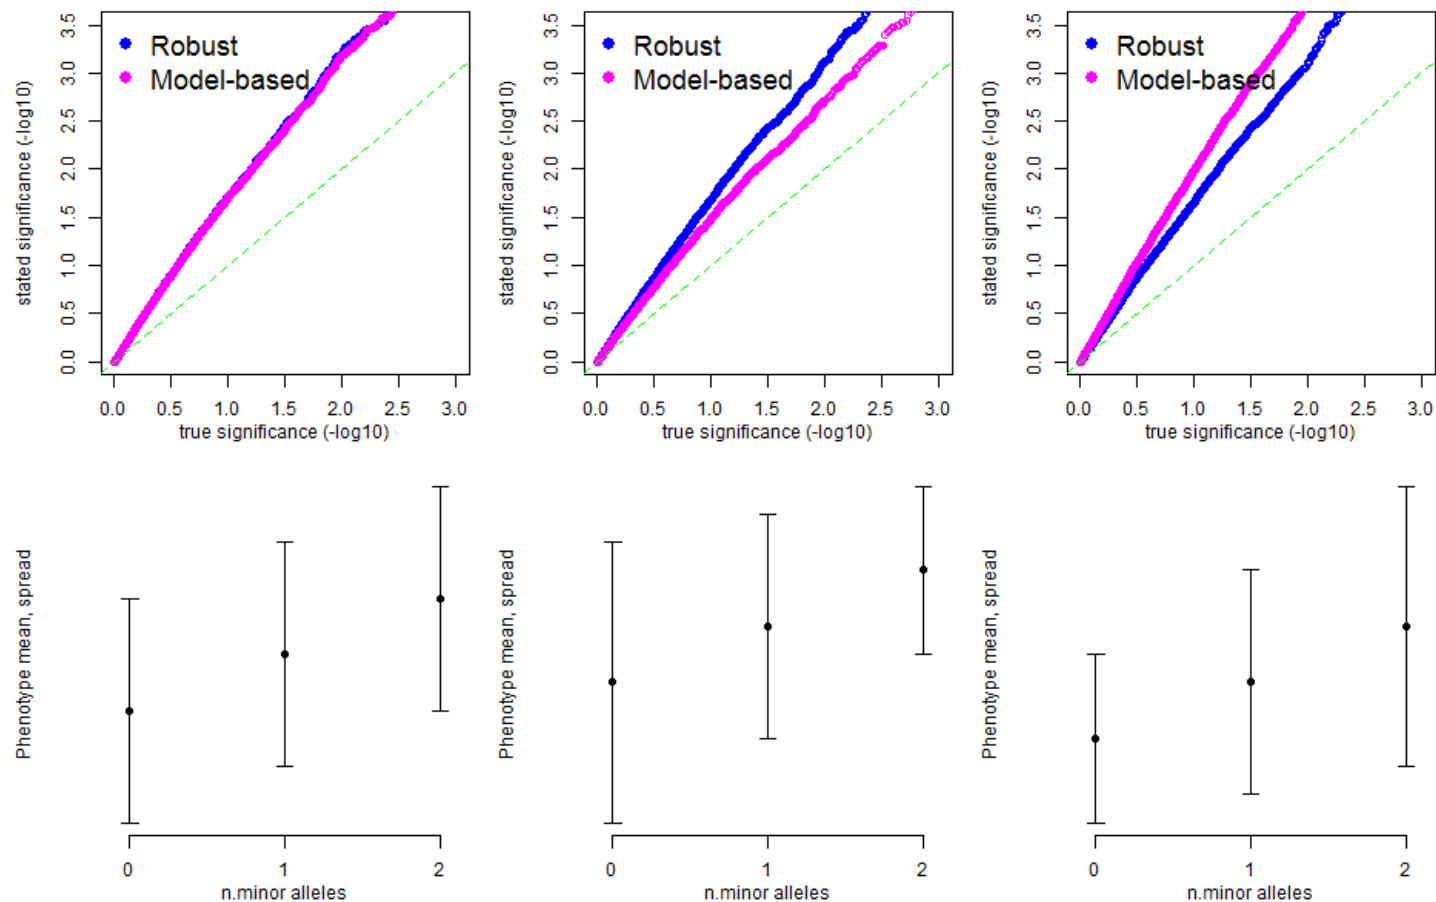 stated significance (-log10)
3.5
3.0
2.5
2.0
1.5
1.0
0.5
0.0
Robust
Model-based
0.0 0.5 1.0 1.5 2.0 2.5 3.0
true significance (-log10)
stated significance (-log10)
3.5
3.0
2.5
2.0
1.5
1.0
0.5
0.0
Robust
Model-based
0.0 0.5 1.0 1.5 2.0 2.5 3.0
true significance (-log10)
stated significance (-log10)
3.5
3.0
2.5
2.0
1.5
1.0
0.5
0.0
Robust
Model-based
0.0 0.5 1.0 1.5 2.0 2.5 3.0
true significance (-log10)
Phenotype mean, spread
0 1 2
n.minor alleles
Phenotype mean, spread
0 1 2
n.minor alleles
Phenotype mean, spread
0 1 2
n.minor alleles